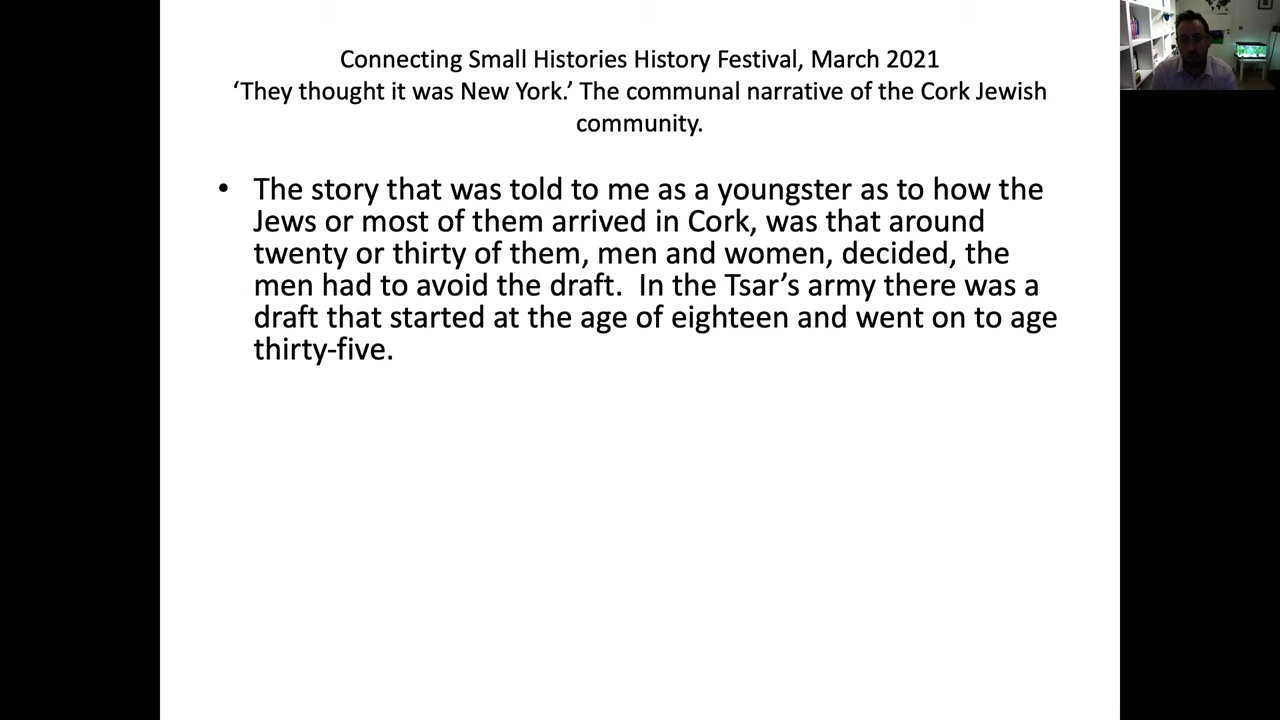 Connecting Small Histories History Festival, March 2021
‘They thought it was New York.’ The communal narrative of the Cork Jewish
community.
• The story that was told to me as a youngster as to how the
Jews or most of them arrived in Cork, was that around
twenty or thirty of them, men and women, decided, the
men had to avoid the draft.  In the Tsar’s army there was a
draft that started at the age of eighteen and went on to age
thirty-five.